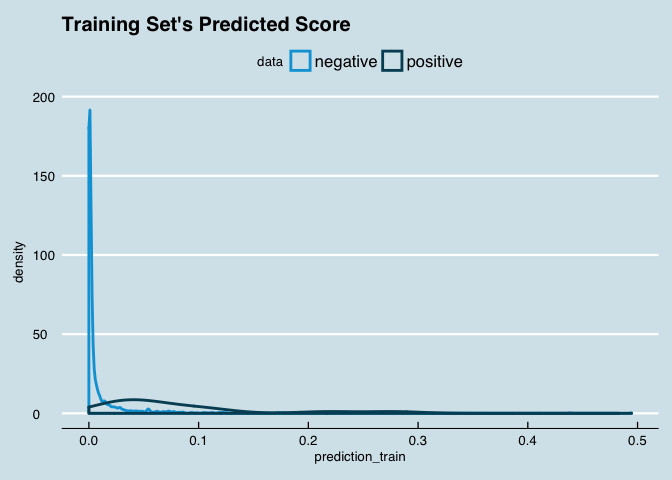 Training Set's Predicted Score
data negative positive
200
150
100
50
0
density
0.0 0.1 0.2 0.3 0.4 0.5
prediction_train